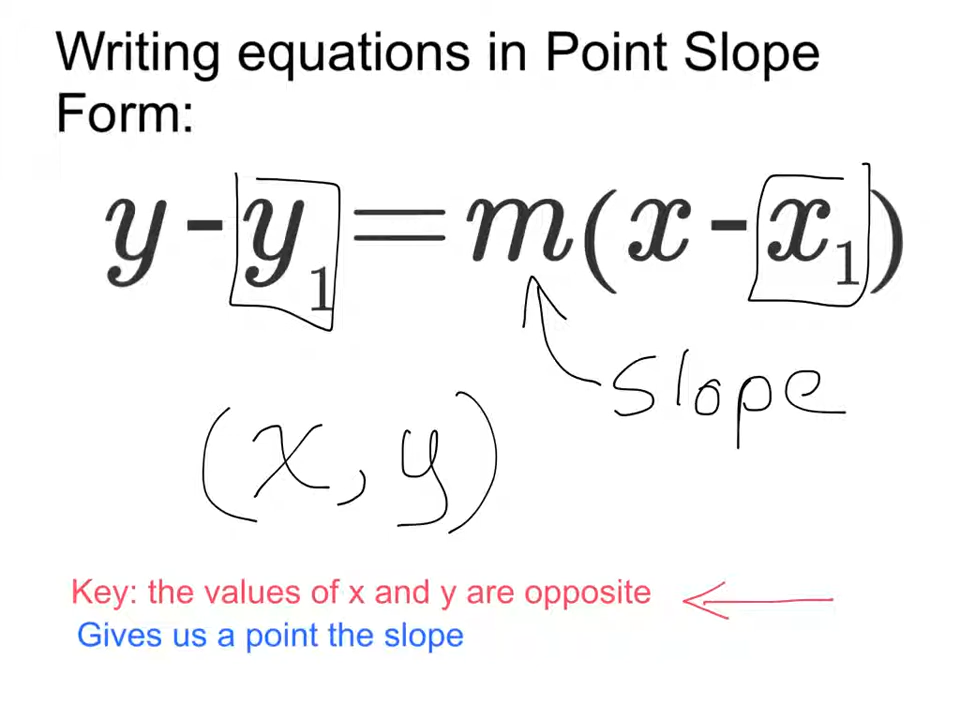 Writing equations in Point Slope
Form:
y - y₁ = m(x - x₁)
slope
(x, y)
Key: the values of x and y are opposite
Gives us a point the slope